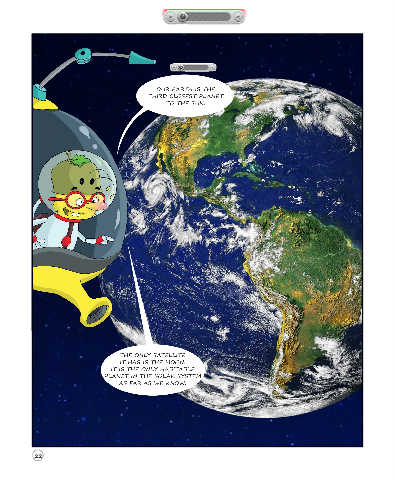 OUR EARTH IS THE
THIRD CLOSEST PLANET
TO THE SUN.
THE ONLY SATELLITE
IT HAS IS THE MOON.
IT IS THE ONLY HABITABLE
PLANET IN THE SOLAR SYSTEM
AS FAR AS WE KNOW.
22